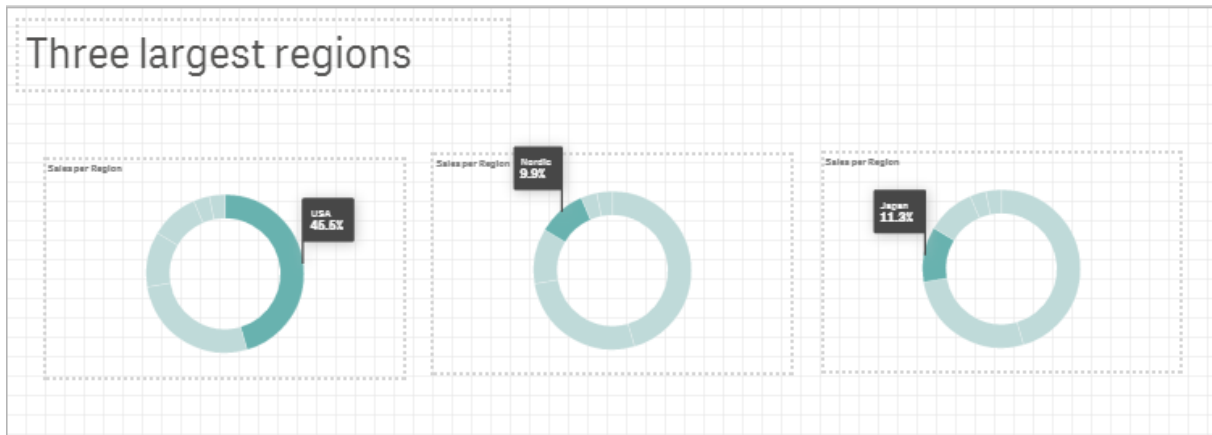 Three largest regions
Sales per Region
USA
45.5%
Sales per Region
Nordic
9.9%
Sales per Region
Japan
11.3%